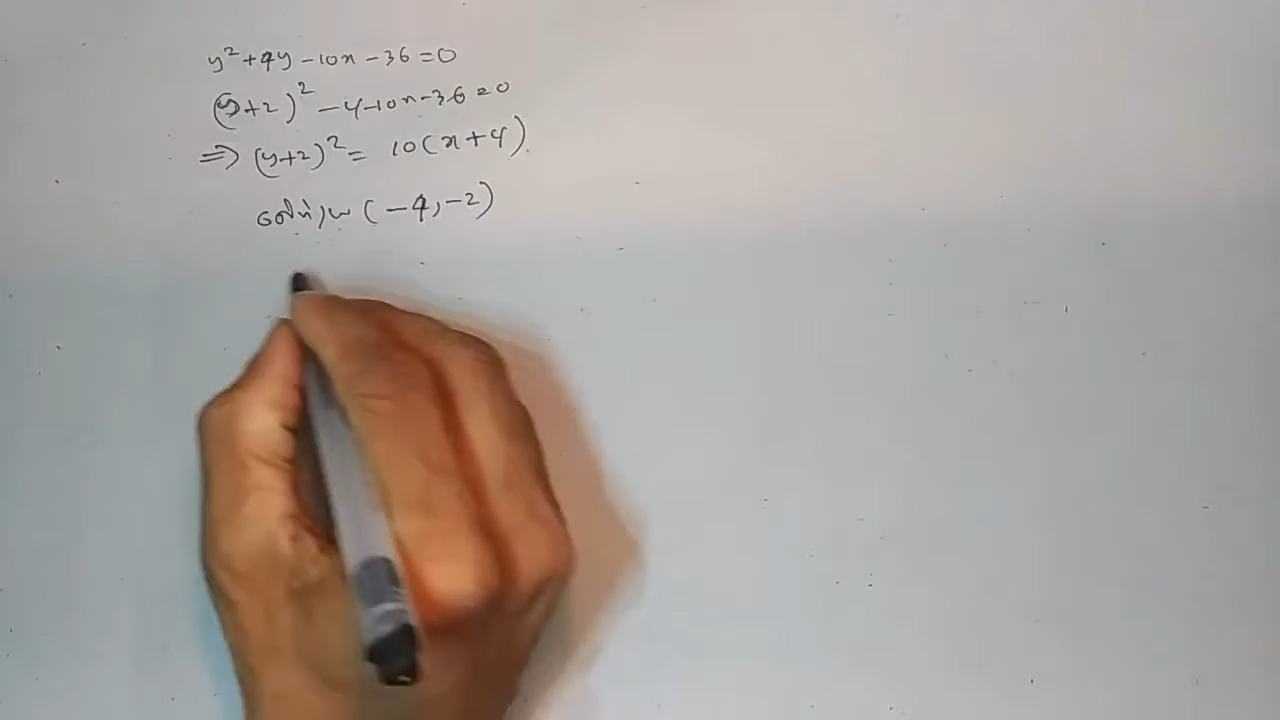 y² + 4y - 10x - 36 = 0
(y+2)² - 4 - 10x - 36 = 0
⇒ (y+2)² = 10(x+4)
(-4, -2)